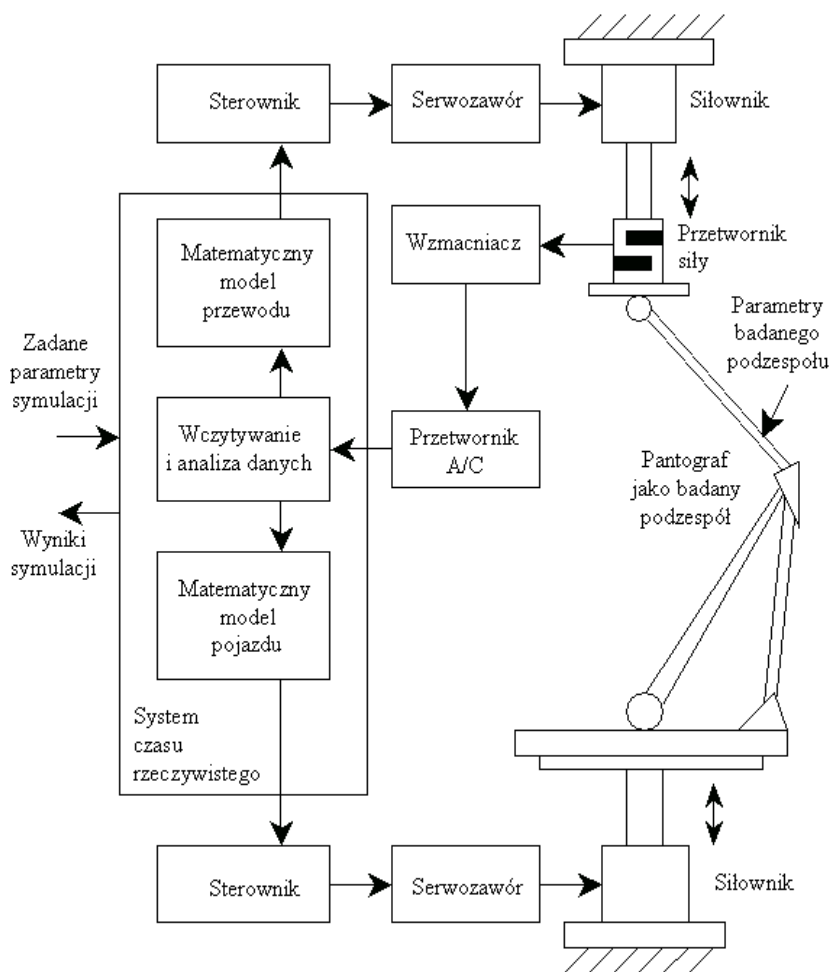 Sterownik
Serwozawór
Siłownik
Matematyczny
model
przewodu
Wzmacniacz
Przetwornik
siły
Parametry
badanego
podzespołu
Zadane
parametry
symulacji
Wczytywanie
i analiza danych
Przetwornik
A/C
Pantograf
jako badany
podzespół
Wyniki
symulacji
Matematyczny
model
pojazdu
System
czasu
rzeczywistego
Sterownik
Serwozawór
Siłownik